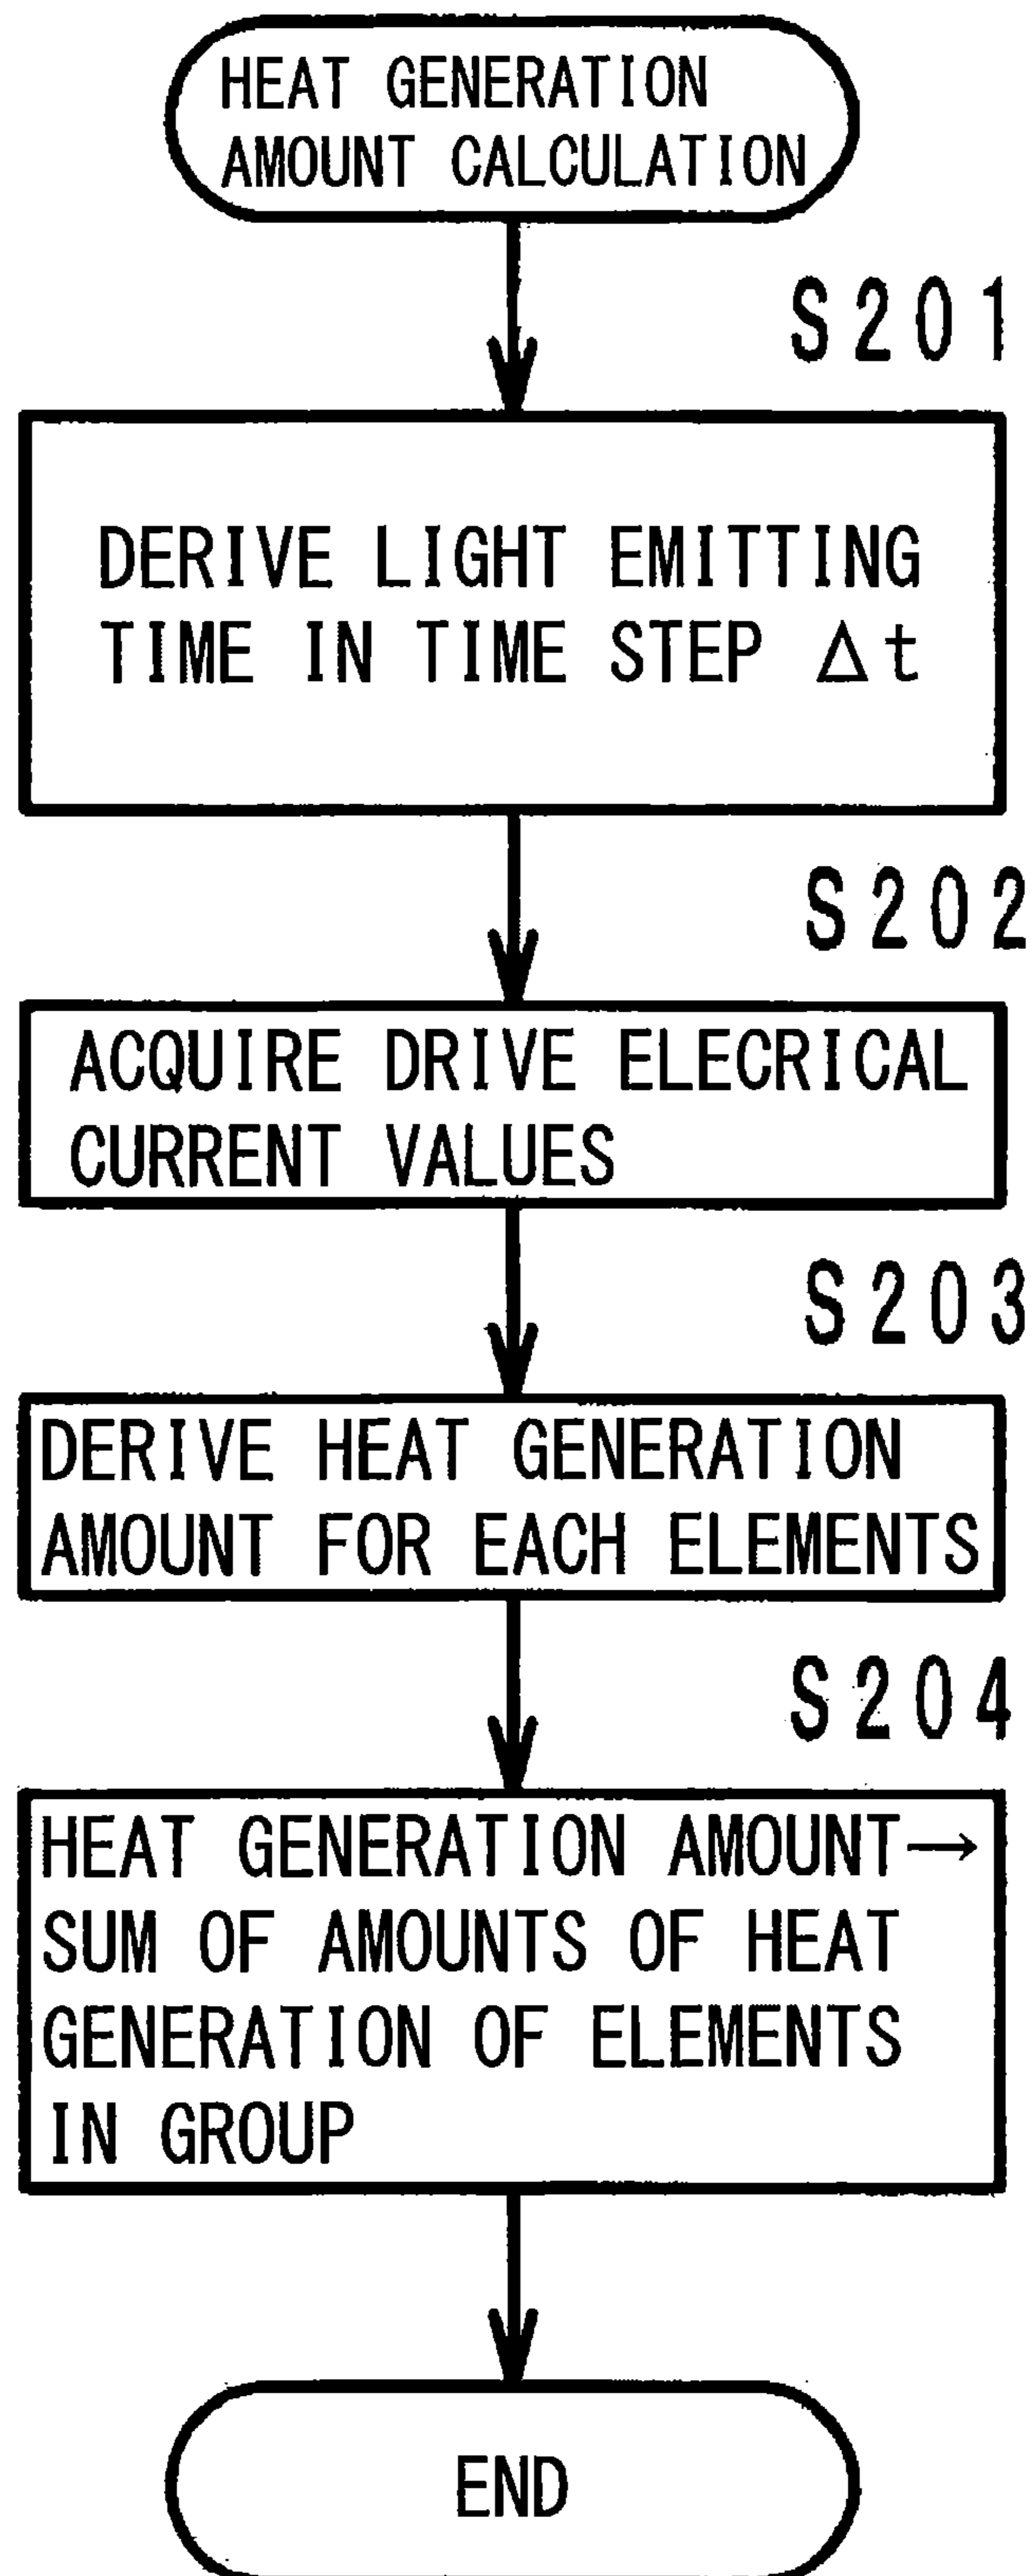 HEAT GENERATION
AMOUNT CALCULATION
S201
DERIVE LIGHT EMITTING
TIME IN TIME STEP Δt
S202
ACQUIRE DRIVE ELECRICAL
CURRENT VALUES
S203
DERIVE HEAT GENERATION
AMOUNT FOR EACH ELEMENTS
S204
HEAT GENERATION AMOUNT→
SUM OF AMOUNTS OF HEAT
GENERATION OF ELEMENTS
IN GROUP
END